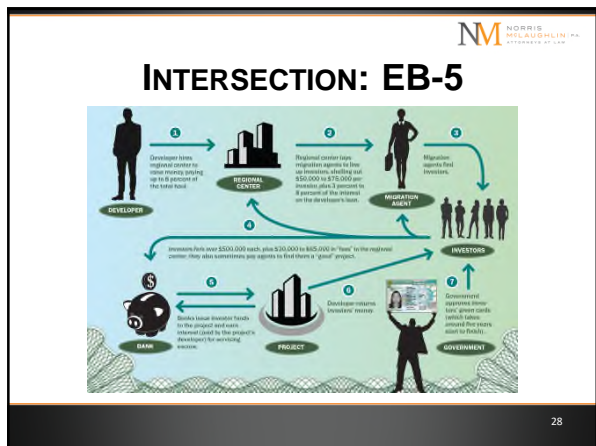 NM NORRIS
McLAUGHLIN P.A.
ATTORNEYS AT LAW
INTERSECTION: EB-5
1
Developer hires
regional center to
raise money, paying
up to 8 percent of
the total haul.
DEVELOPER
REGIONAL
CENTER
2
Regional center taps
migration agents to line
up investors, shelling out
$50,000 to $75,000 per
investor, plus 3 percent to
8 percent of the interest
on the developer's loan.
MIGRATION
AGENT
3
Migration
agents find
investors.
INVESTORS
4
Investors fork over $500,000 each, plus $30,000 to $65,000 in "fees" to the regional
center; they also sometimes pay agents to find them a "good" project.
$
BANK
5
Banks issue investor funds
to the project and earn
interest (paid by the project's
developer) for servicing
escrow.
PROJECT
6
Developer returns
investors' money.
7
Government
approves inves-
tors' green cards
(which takes
around five years
start to finish).
GOVERNMENT
28